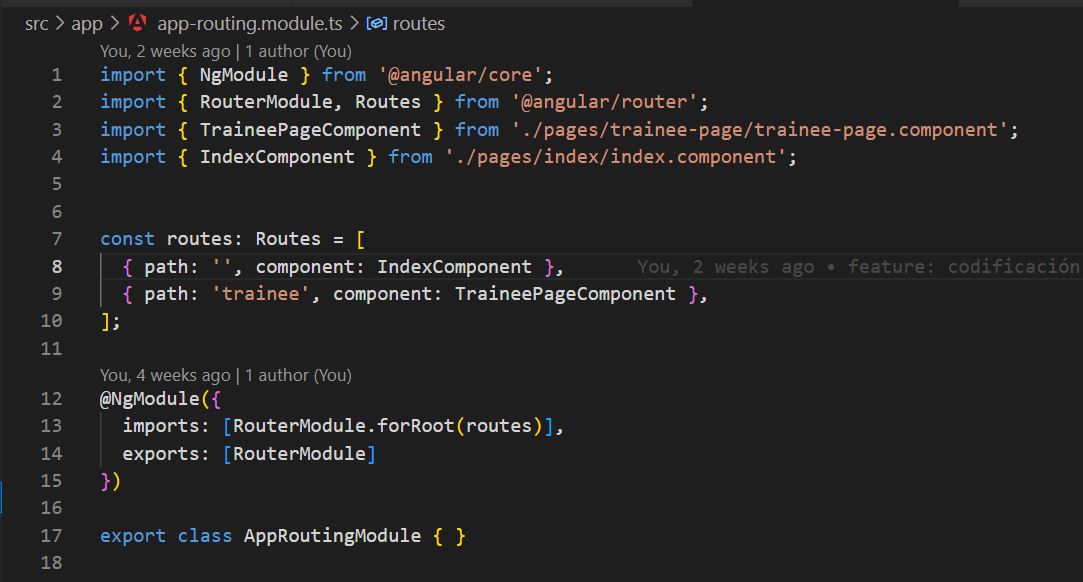 src > app > app-routing.module.ts > routes
You, 2 weeks ago | 1 author (You)
1 import { NgModule } from '@angular/core';
2 import { RouterModule, Routes } from '@angular/router';
3 import { TraineePageComponent } from './pages/trainee-page/trainee-page.component';
4 import { IndexComponent } from './pages/index/index.component';
5
6
7 const routes: Routes = [
8   { path: '', component: IndexComponent },   You, 2 weeks ago • feature: codificación
9   { path: 'trainee', component: TraineePageComponent },
10 ];
11
You, 4 weeks ago | 1 author (You)
12 @NgModule({
13   imports: [RouterModule.forRoot(routes)],
14   exports: [RouterModule]
15 })
16
17 export class AppRoutingModule { }
18